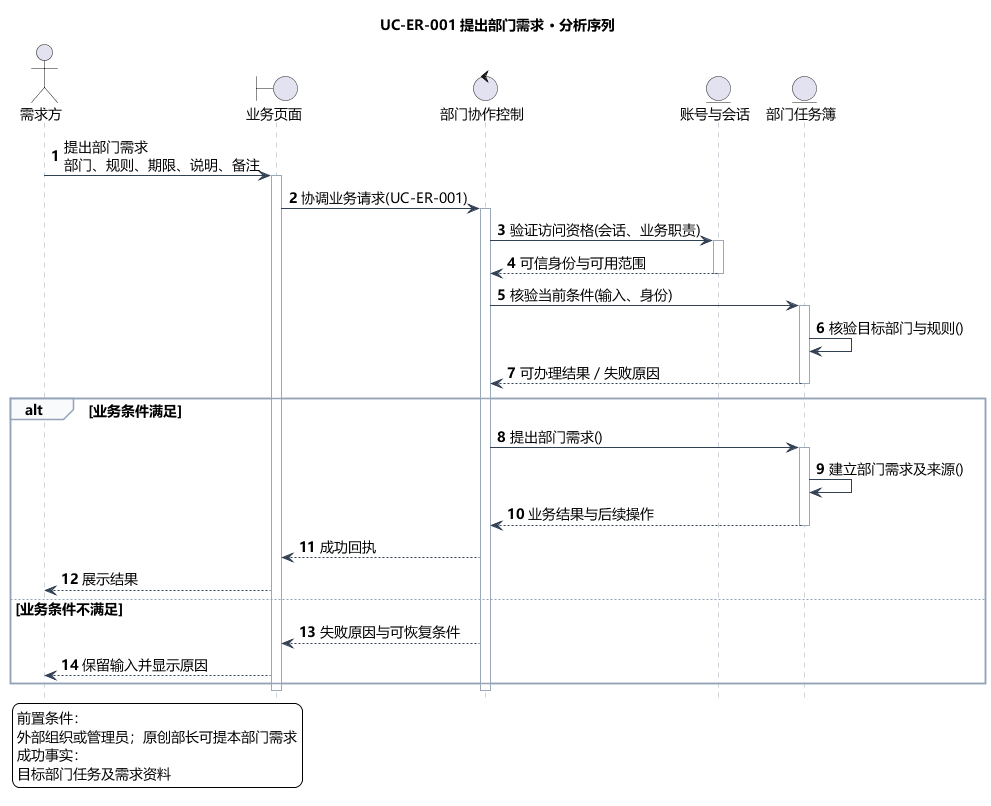 UC-ER-001 提出部门需求・分析序列
需求方
业务页面
部门协作控制
账号与会话
部门任务簿
1 提出部门需求
部门、规则、期限、说明、备注
2 协调业务请求(UC-ER-001)
3 验证访问资格(会话、业务职责)
4 可信身份与可用范围
5 核验当前条件(输入、身份)
6 核验目标部门与规则()
7 可办理结果 / 失败原因
alt [业务条件满足]
8 提出部门需求()
9 建立部门需求及来源()
10 业务结果与后续操作
11 成功回执
12 展示结果
[业务条件不满足]
13 失败原因与可恢复条件
14 保留输入并显示原因
前置条件：
外部组织或管理员；原创部长可提本部门需求
成功事实：
目标部门任务及需求资料